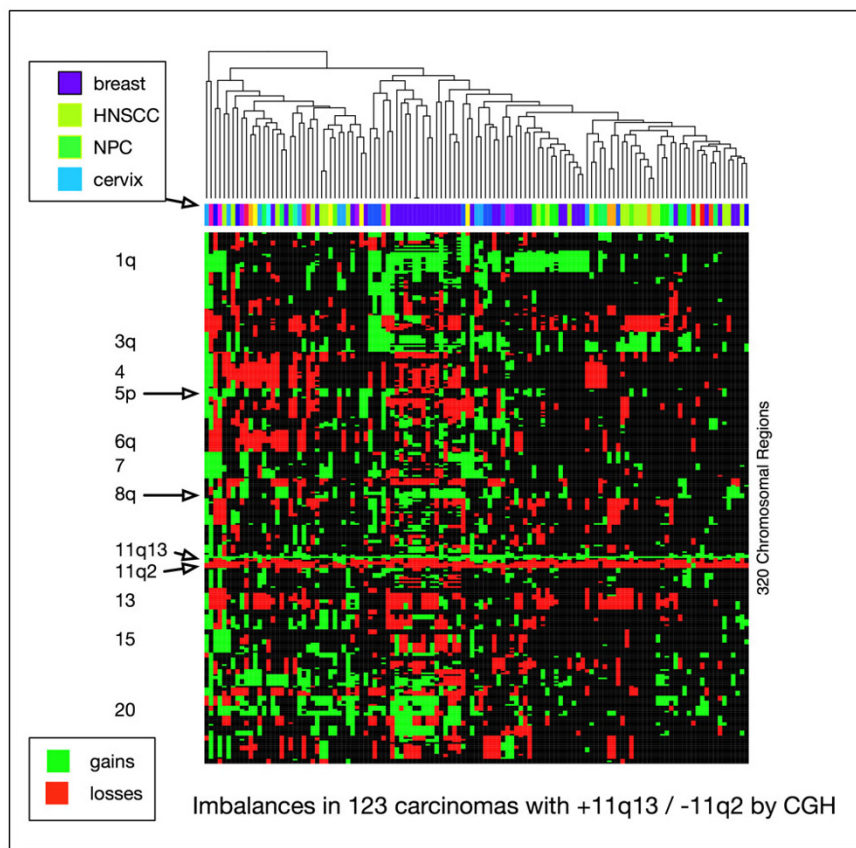 breast
HNSCC
NPC
cervix
1q
3q
4
5p
6q
7
8q
11q13
11q2
13
15
20
320 Chromosomal Regions
gains
losses
Imbalances in 123 carcinomas with +11q13 / -11q2 by CGH